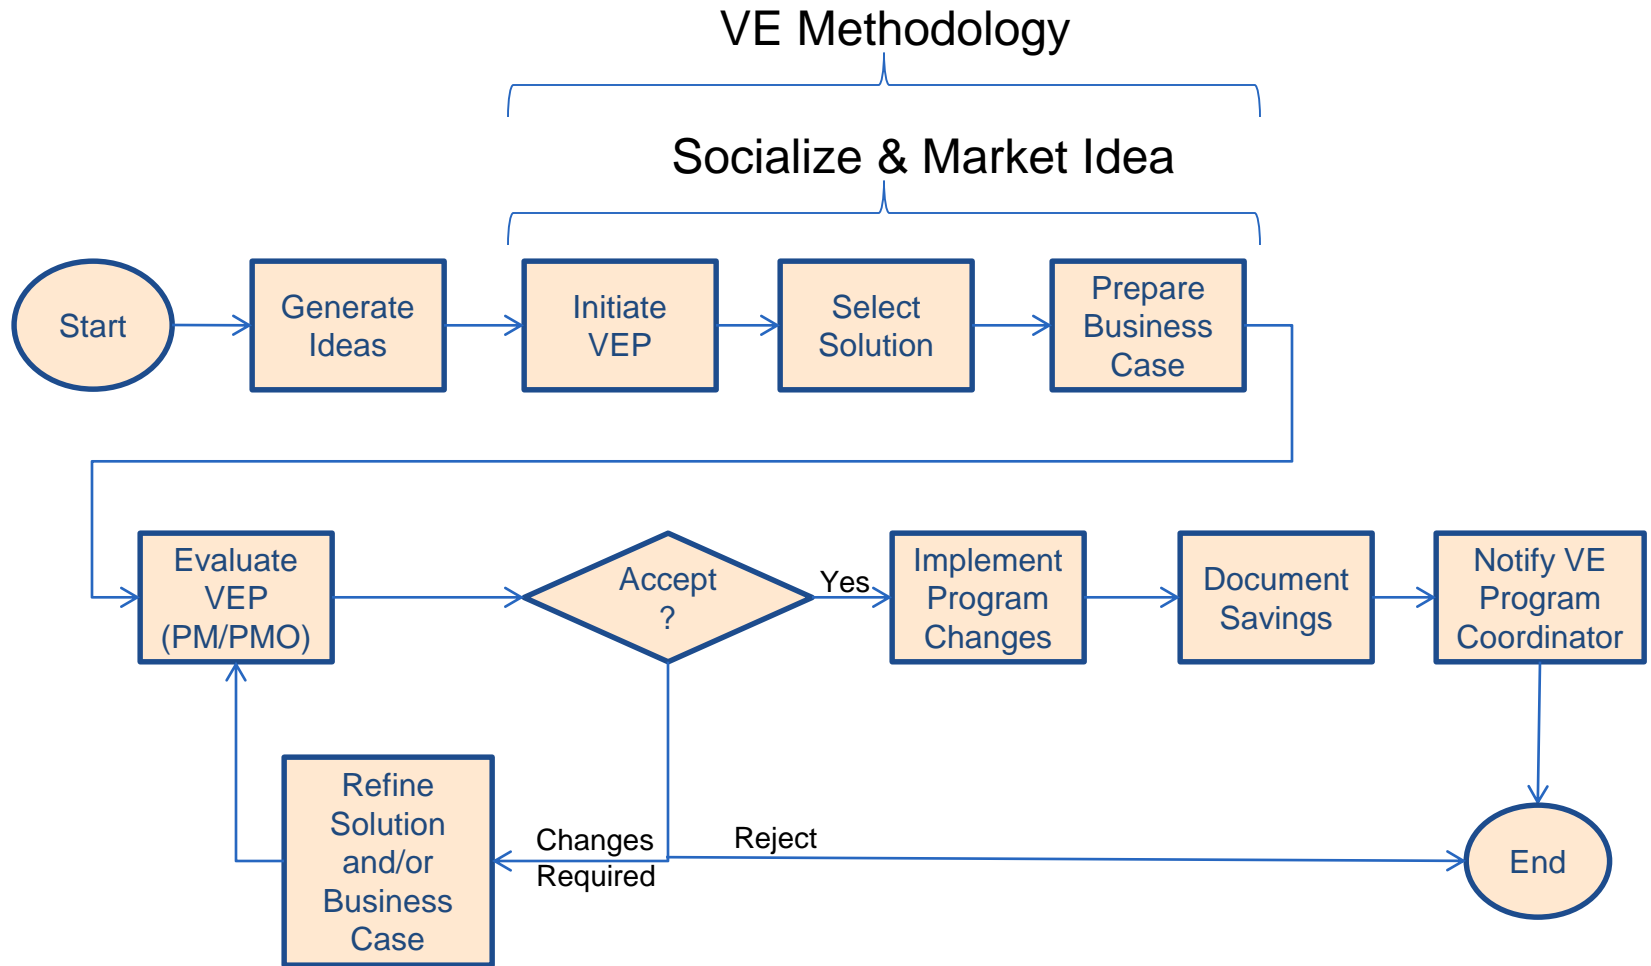 VE Methodology
Socialize & Market Idea
Start
Generate
Ideas
Initiate
VEP
Select
Solution
Prepare
Business
Case
Evaluate
VEP
(PM/PMO)
Accept
?
Yes
Implement
Program
Changes
Document
Savings
Notify VE
Program
Coordinator
Refine
Solution
and/or
Business
Case
Changes
Required
Reject
End